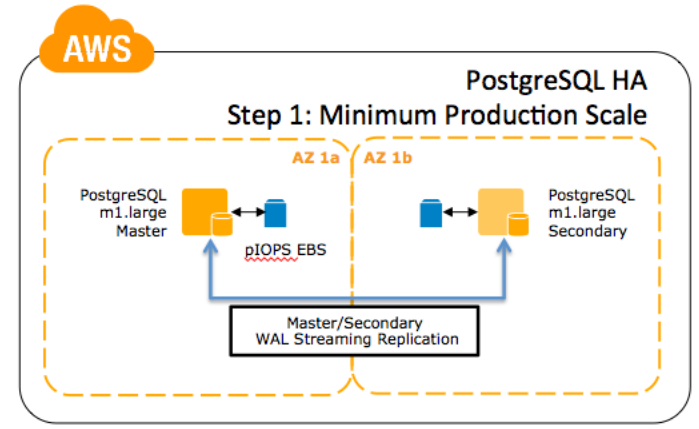 AWS
PostgreSQL HA
Step 1: Minimum Production Scale
AZ 1a
AZ 1b
PostgreSQL
m1.large
Master
pIOPS EBS
PostgreSQL
m1.large
Secondary
Master/Secondary
WAL Streaming Replication